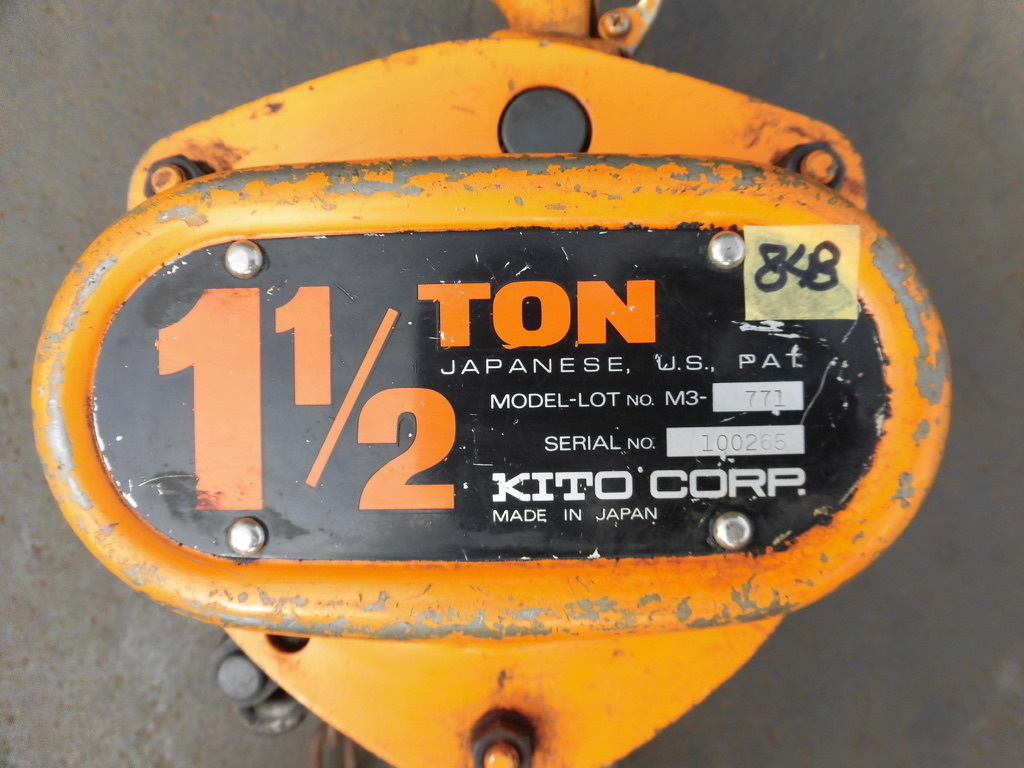 1 1/2 TON
JAPANESE, U.S., PAT.
MODEL-LOT NO. M3- 771
SERIAL NO. 100265
KITO CORP.
MADE IN JAPAN